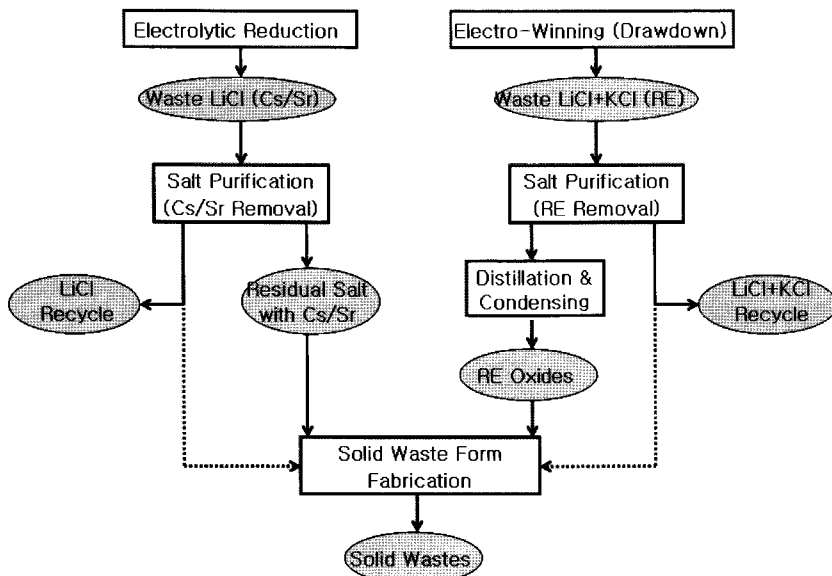 Electrolytic Reduction
Electro-Winning (Drawdown)
Waste LiCl (Cs/Sr)
Waste LiCl+KCl (RE)
Salt Purification
(Cs/Sr Removal)
Salt Purification
(RE Removal)
LiCl
Recycle
Residual Salt
with Cs/Sr
Distillation &
Condensing
LiCl+KCl
Recycle
RE Oxides
Solid Waste Form
Fabrication
Solid Wastes